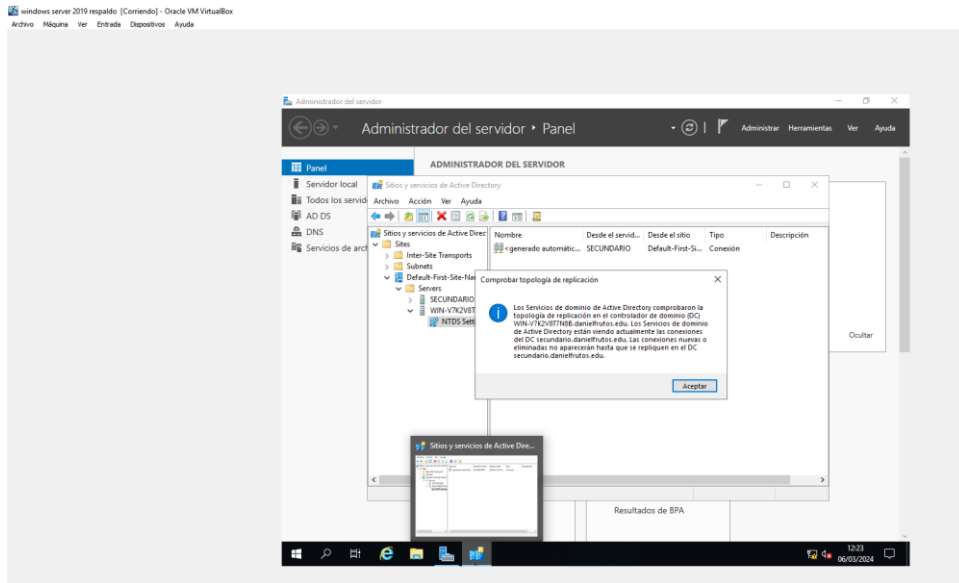 windows server 2019 respaldo [Corriendo] - Oracle VM VirtualBox
Archivo Máquina Ver Entrada Dispositivos Ayuda
Administrador del servidor
Administrador del servidor ‣ Panel
Administrar Herramientas Ver Ayuda
Panel
ADMINISTRADOR DEL SERVIDOR
Servidor local
Todos los servid
AD DS
DNS
Servicios de arch
Sitios y servicios de Active Directory
Archivo Acción Ver Ayuda
Sitios y servicios de Active Direc
Sites
Inter-Site Transports
Subnets
Default-First-Site-Na
Servers
SECUNDARIO
WIN-V7K2V8T
NTDS Sett
Nombre Desde el servid... Desde el sitio Tipo Descripción
<generado automátic... SECUNDARIO Default-First-Si... Conexión
Comprobar topología de replicación
Los Servicios de dominio de Active Directory comprobaron la
topología de replicación en el controlador de dominio (DC)
WIN-V7K2V8T7N8B.danielfrutos.edu. Los Servicios de dominio
de Active Directory están viendo actualmente las conexiones
del DC secundario.danielfrutos.edu. Las conexiones nuevas o
eliminadas no aparecerán hasta que se repliquen en el DC
secundario.danielfrutos.edu.
Aceptar
Ocultar
Sitios y servicios de Active Dire...
Resultados de BPA
12:23
06/03/2024